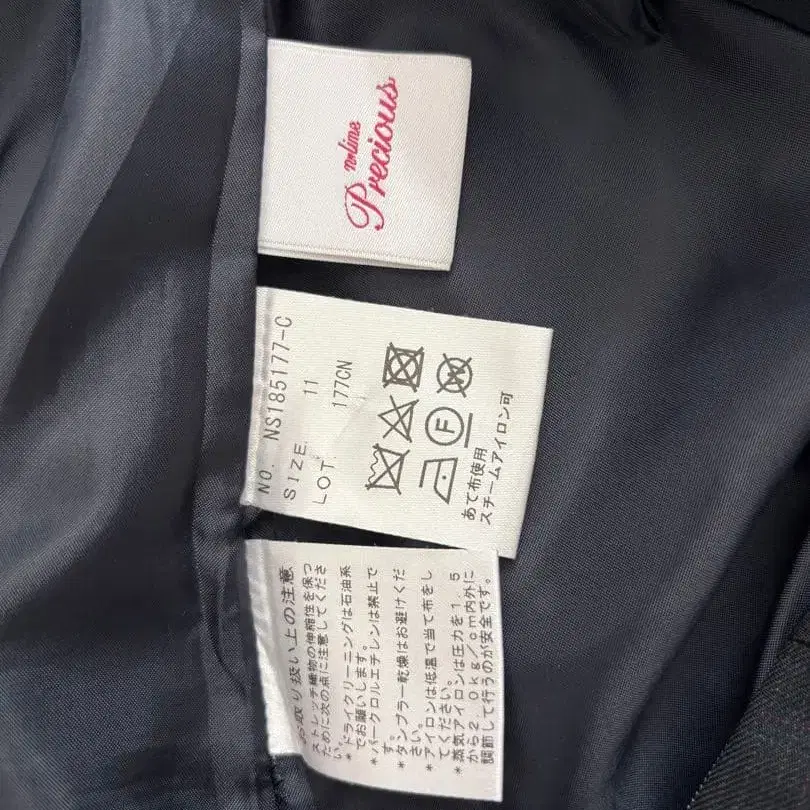 n·line
Precious
NO. NS185177-C
SIZE. 11
LOT. 177CN
F
W
あて布使用
スチームアイロン可
お取り扱い上の注意
ストレッチ織物の伸縮性を保つ
ために次の点に注意してくださ
い。
*ドライクリーニングは石油系
でお願いします。
*パークロルエチレンは禁止で
す。
*タンブラー乾燥はお避けくだ
さい。
*アイロンは低温で当て布をし
てください。
*蒸気アイロンは圧力を1.5
から2.0kg/cm内外に
調節して行うのが安全です。